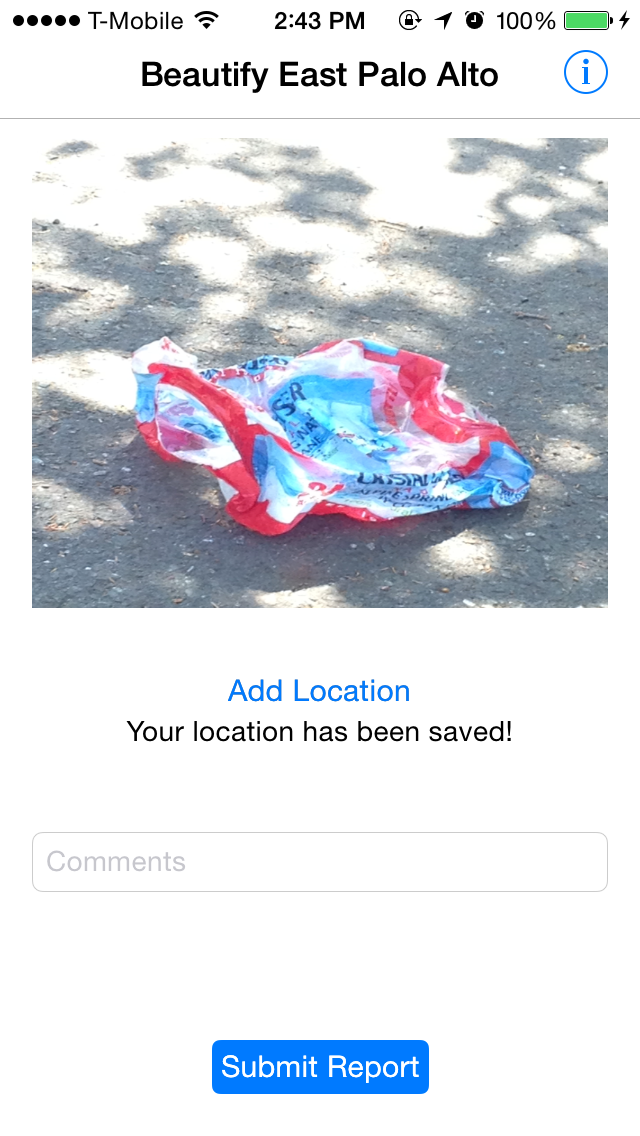 T-Mobile 2:43 PM 100%
Beautify East Palo Alto
i
Add Location
Your location has been saved!
Comments
Submit Report